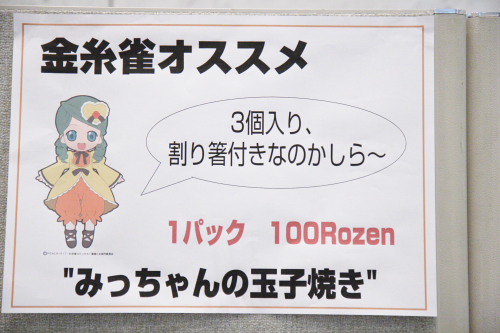 金糸雀オススメ
3個入り、
割り箸付きなのかしら～
1パック 100Rozen
"みっちゃんの玉子焼き"